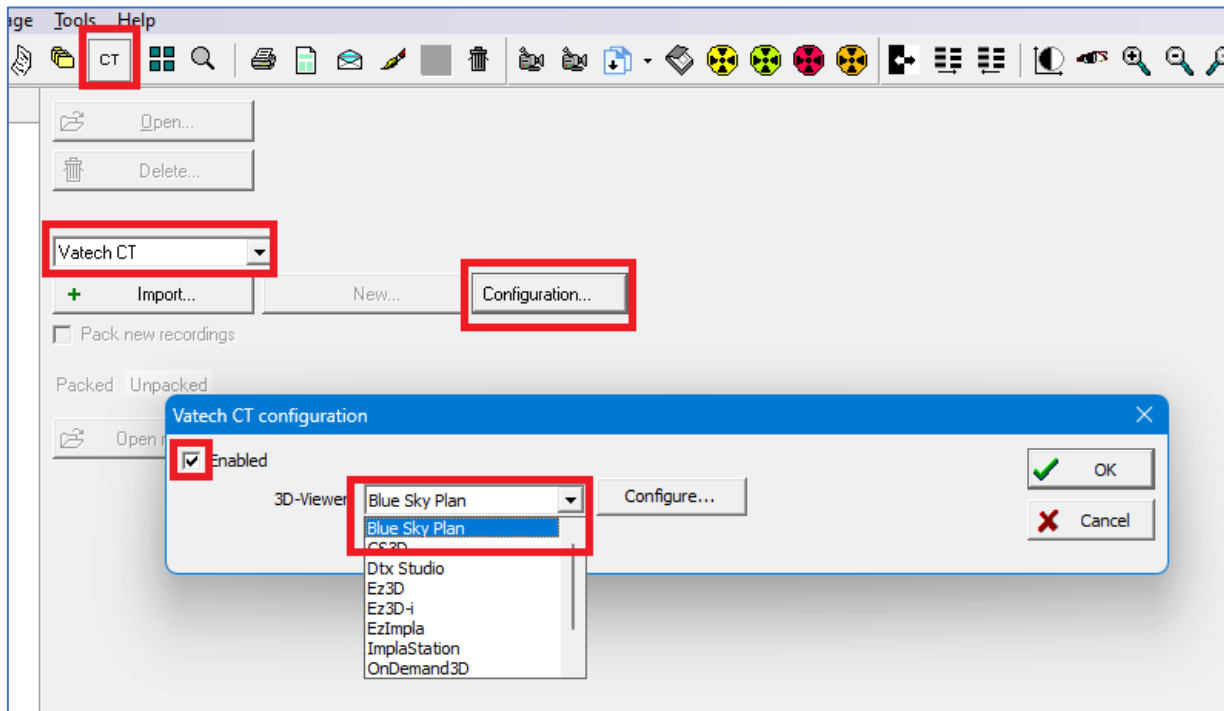 Tools Help
CT
Open...
Delete...
Vatech CT
Import... New... Configuration...
Pack new recordings
Packed Unpacked
Open
Vatech CT configuration
Enabled
3D-Viewer Blue Sky Plan Configure...
OK
Cancel
Blue Sky Plan
CS3D
Dtx Studio
Ez3D
Ez3D-i
EzImpla
ImplaStation
OnDemand3D